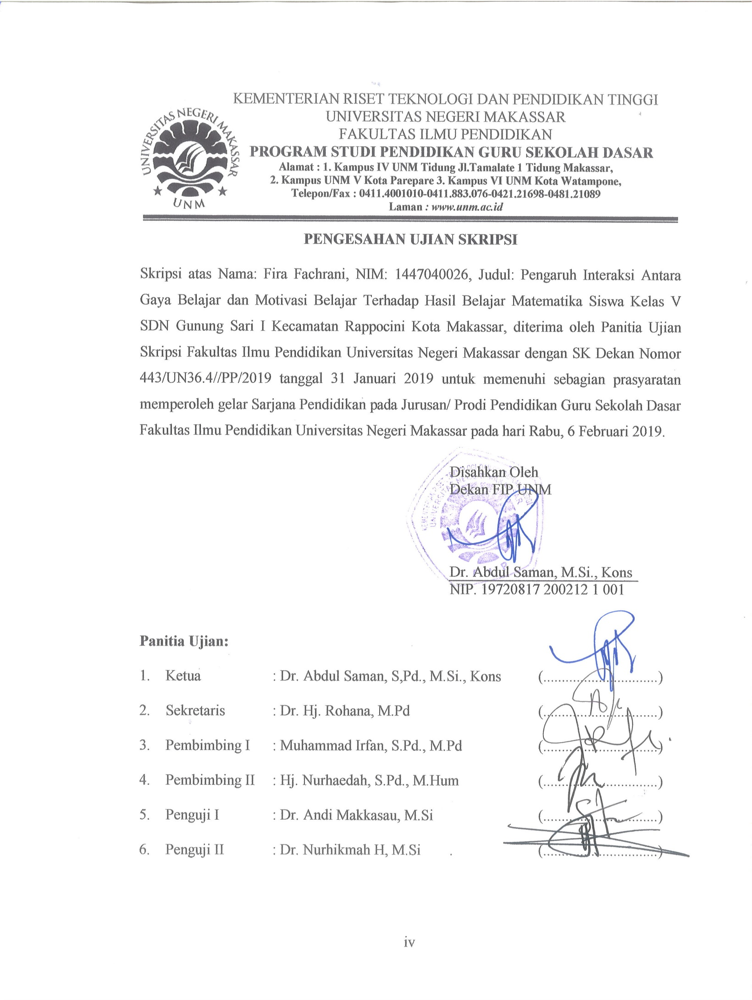 KEMENTERIAN RISET TEKNOLOGI DAN PENDIDIKAN TINGGI
UNIVERSITAS NEGERI MAKASSAR
FAKULTAS ILMU PENDIDIKAN
PROGRAM STUDI PENDIDIKAN GURU SEKOLAH DASAR
Alamat : 1. Kampus IV UNM Tidung Jl.Tamalate 1 Tidung Makassar,
2. Kampus UNM V Kota Parepare 3. Kampus VI UNM Kota Watampone,
Telepon/Fax : 0411.4001010-0411.883.076-0421.21698-0481.21089
Laman : www.unm.ac.id
UNIVERSITAS NEGERI MAKASSAR
UNM
PENGESAHAN UJIAN SKRIPSI
Skripsi atas Nama: Fira Fachrani, NIM: 1447040026, Judul: Pengaruh Interaksi Antara
Gaya Belajar dan Motivasi Belajar Terhadap Hasil Belajar Matematika Siswa Kelas V
SDN Gunung Sari I Kecamatan Rappocini Kota Makassar, diterima oleh Panitia Ujian
Skripsi Fakultas Ilmu Pendidikan Universitas Negeri Makassar dengan SK Dekan Nomor
443/UN36.4//PP/2019 tanggal 31 Januari 2019 untuk memenuhi sebagian prasyaratan
memperoleh gelar Sarjana Pendidikan pada Jurusan/ Prodi Pendidikan Guru Sekolah Dasar
Fakultas Ilmu Pendidikan Universitas Negeri Makassar pada hari Rabu, 6 Februari 2019.
Disahkan Oleh
Dekan FIP UNM
Dr. Abdul Saman, M.Si., Kons
NIP. 19720817 200212 1 001
Panitia Ujian:
1. Ketua : Dr. Abdul Saman, S,Pd., M.Si., Kons (..............................)
2. Sekretaris : Dr. Hj. Rohana, M.Pd (..............................)
3. Pembimbing I : Muhammad Irfan, S.Pd., M.Pd (..............................)
4. Pembimbing II : Hj. Nurhaedah, S.Pd., M.Hum (..............................)
5. Penguji I : Dr. Andi Makkasau, M.Si (..............................)
6. Penguji II : Dr. Nurhikmah H, M.Si (..............................)
iv